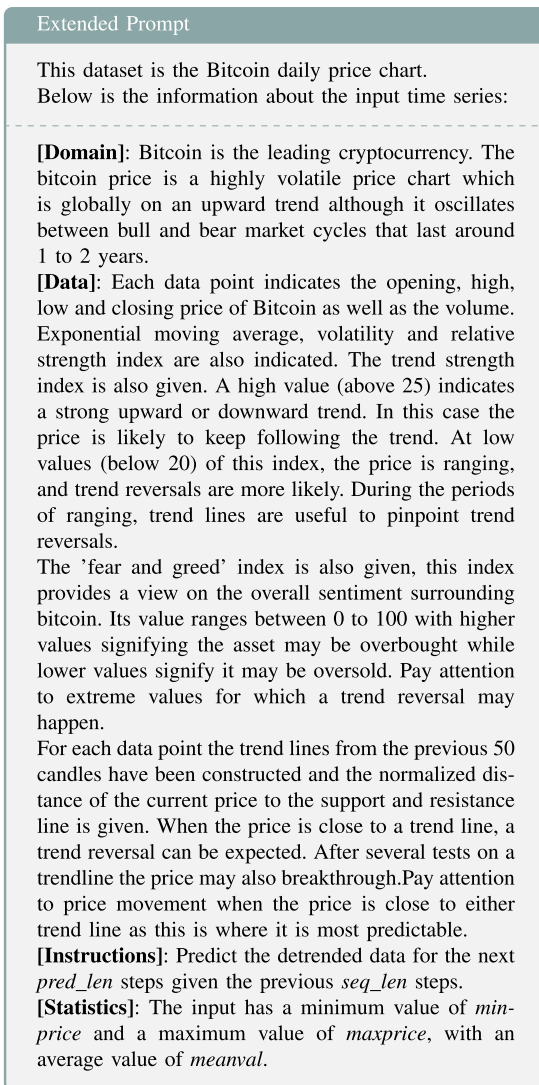 Extended Prompt
This dataset is the Bitcoin daily price chart.
Below is the information about the input time series:
[Domain]: Bitcoin is the leading cryptocurrency. The
bitcoin price is a highly volatile price chart which
is globally on an upward trend although it oscillates
between bull and bear market cycles that last around
1 to 2 years.
[Data]: Each data point indicates the opening, high,
low and closing price of Bitcoin as well as the volume.
Exponential moving average, volatility and relative
strength index are also indicated. The trend strength
index is also given. A high value (above 25) indicates
a strong upward or downward trend. In this case the
price is likely to keep following the trend. At low
values (below 20) of this index, the price is ranging,
and trend reversals are more likely. During the periods
of ranging, trend lines are useful to pinpoint trend
reversals.
The 'fear and greed' index is also given, this index
provides a view on the overall sentiment surrounding
bitcoin. Its value ranges between 0 to 100 with higher
values signifying the asset may be overbought while
lower values signify it may be oversold. Pay attention
to extreme values for which a trend reversal may
happen.
For each data point the trend lines from the previous 50
candles have been constructed and the normalized dis-
tance of the current price to the support and resistance
line is given. When the price is close to a trend line, a
trend reversal can be expected. After several tests on a
trendline the price may also breakthrough.Pay attention
to price movement when the price is close to either
trend line as this is where it is most predictable.
[Instructions]: Predict the detrended data for the next
pred_len steps given the previous seq_len steps.
[Statistics]: The input has a minimum value of min-
price and a maximum value of maxprice, with an
average value of meanval.